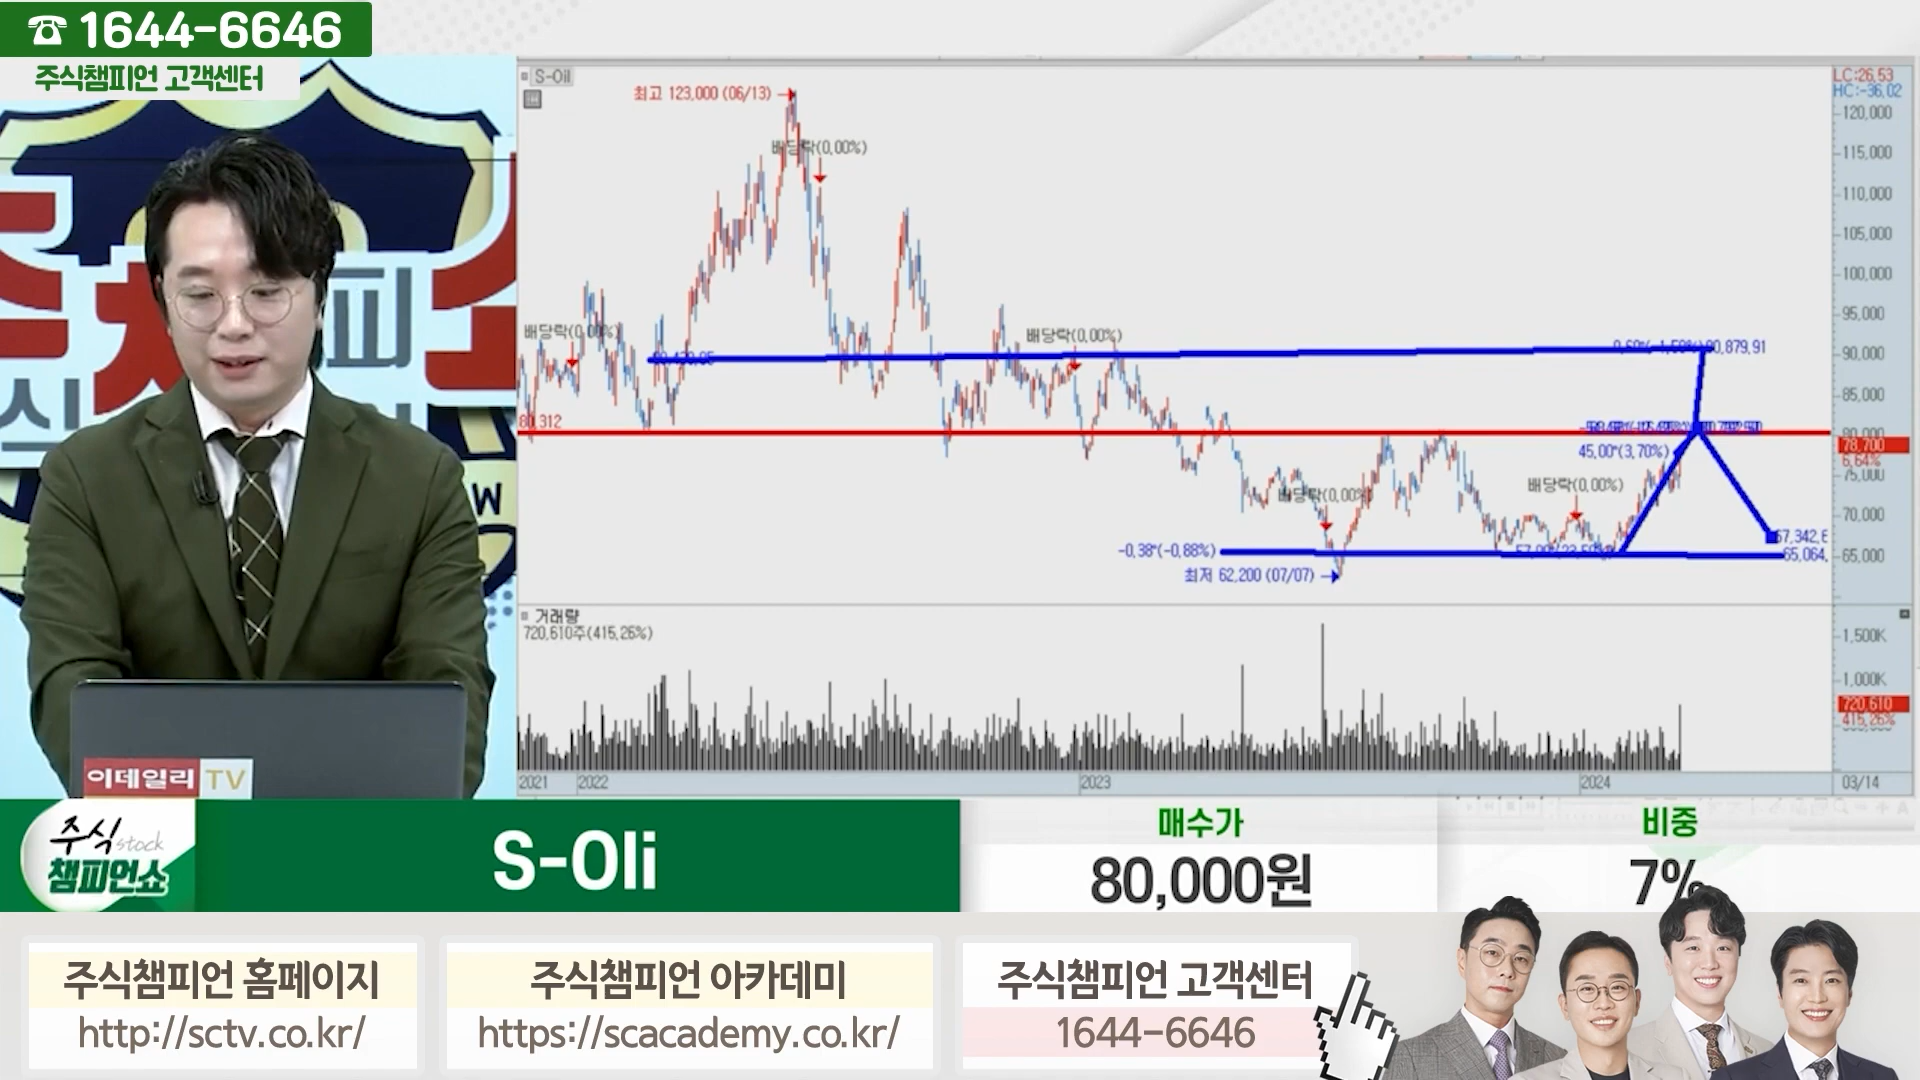 ☎ 1644-6646
주식챔피언 고객센터
S-Oil
최고 123,000 (06/13)
배당락(0,00%)
배당락(0,00%)
배당락(0,00%)
배당락(0,00%)
배당락(0,00%)
80,312
45,00°(3,70%)
-0,38°(-0,88%)
최저 62,200 (07/07)
65,064,
LC:26,53
HC:-36,02
120,000
115,000
110,000
105,000
100,000
95,000
90,000
85,000
80,000
78,700
6,64%
75,000
70,000
65,000
거래량
720,610주(415,26%)
1,500K
1,000K
720,610
415,26%
2021
2022
2023
2024
03/14
피
식
W
이데일리 TV
주식 stock
챔피언쇼
S-Oli
매수가
80,000원
비중
7%
주식챔피언 홈페이지
http://sctv.co.kr/
주식챔피언 아카데미
https://scacademy.co.kr/
주식챔피언 고객센터
1644-6646